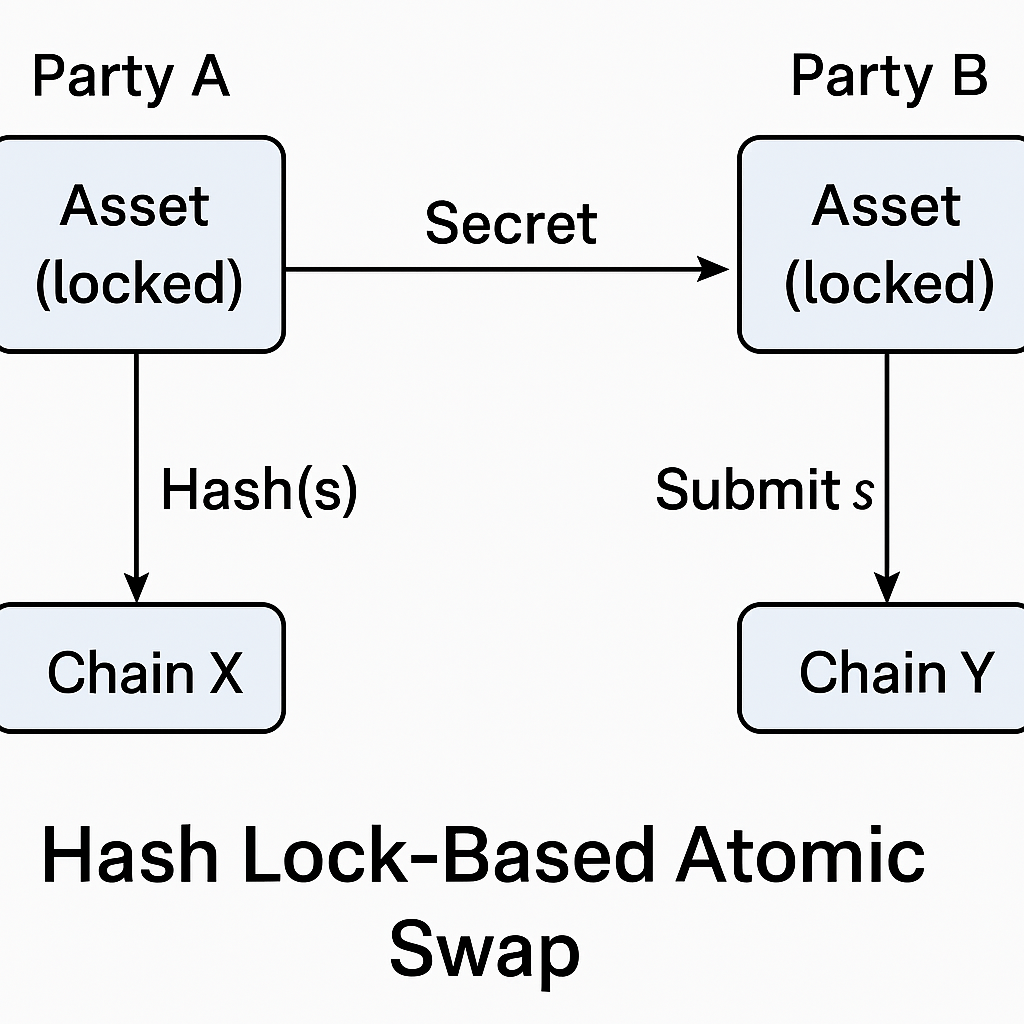 Party A
Party B
Asset
(locked)
Secret
Asset
(locked)
Hash(s)
Submit s
Chain X
Chain Y
Hash Lock-Based Atomic
Swap